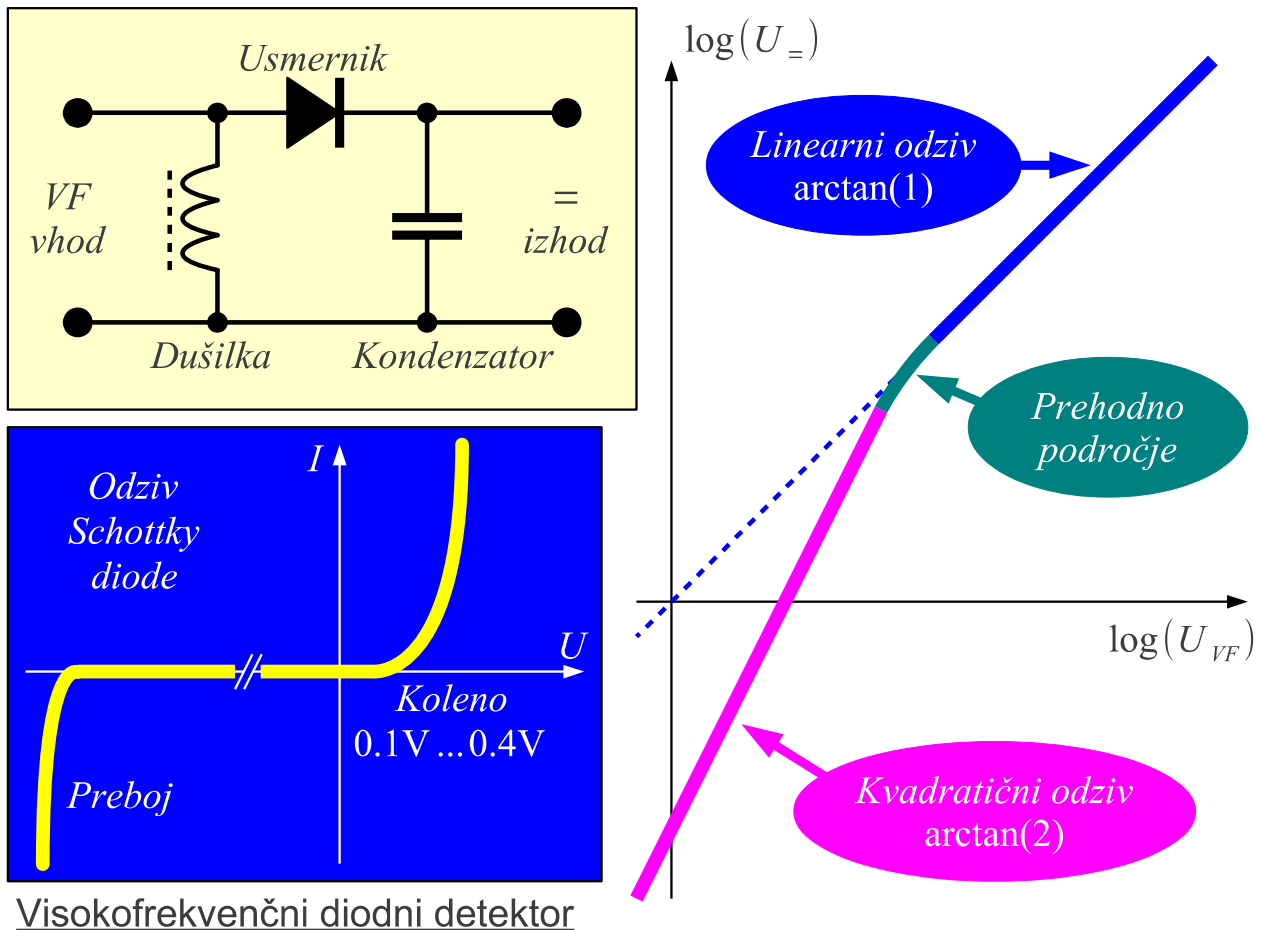 Usmernik
VF
vhod
=
izhod
Dušilka
Kondenzator
Odziv
Schottky
diode
I
U
Koleno
0.1V ... 0.4V
Preboj
Visokofrekvenčni diodni detektor
log(U=)
Linearni odziv
arctan(1)
Prehodno
področje
log(UVF)
Kvadratični odziv
arctan(2)